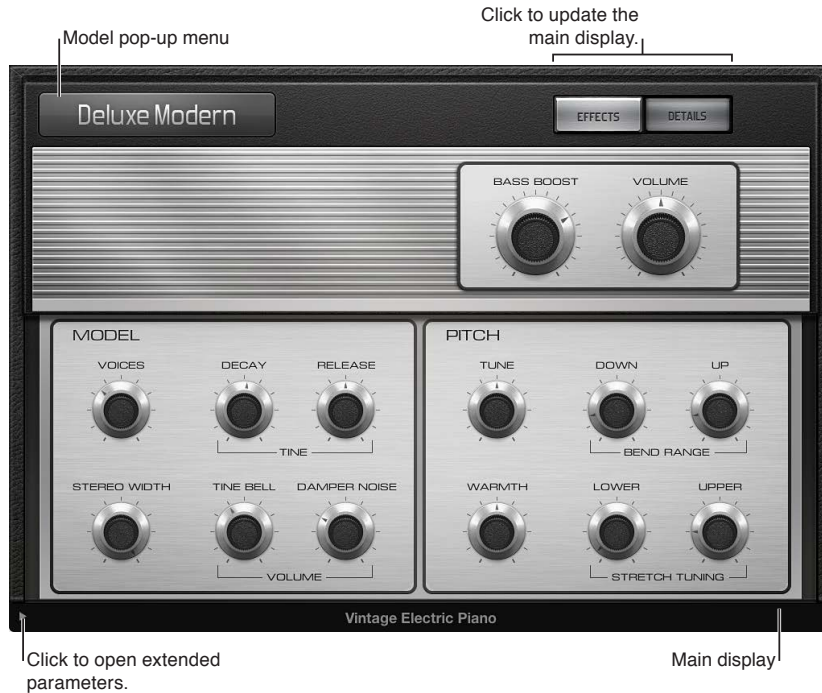 Click to update the
main display.
Model pop-up menu
Deluxe Modern
EFFECTS DETAILS
BASS BOOST VOLUME
MODEL
VOICES DECAY RELEASE
TINE
STEREO WIDTH TINE BELL DAMPER NOISE
VOLUME
PITCH
TUNE DOWN UP
BEND RANGE
WARMTH LOWER UPPER
STRETCH TUNING
Vintage Electric Piano
Click to open extended
parameters.
Main display